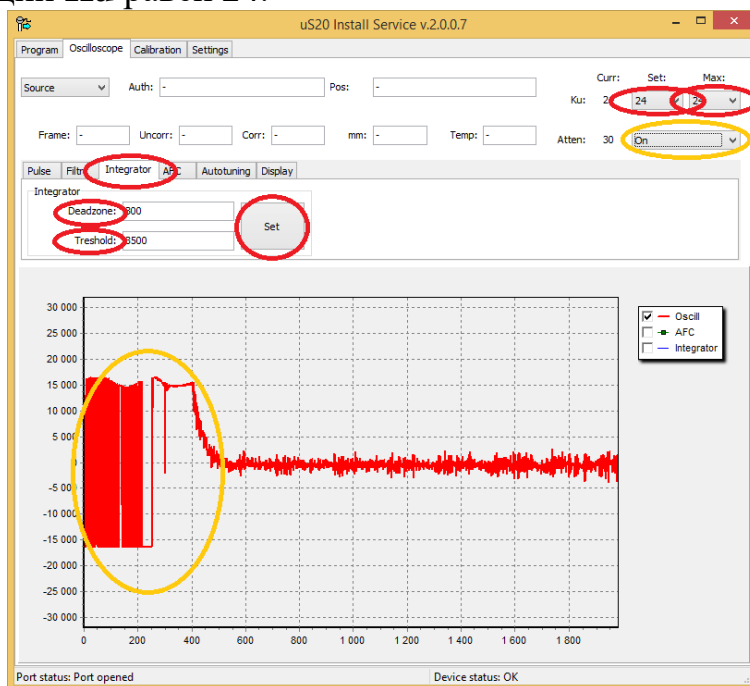 uS20 Install Service v.2.0.0.7
Program Oscilloscope Calibration Settings
Curr: Set: Max:
Source Auth: - Pos: - Ku: 24
Frame: - Uncorr: - Corr: - mm: - Temp: - Atten: 30 On
Pulse Integrator Autotuning Display
Integrator
Deadzone: 800
Treshold: 3500
Set
30 000
25 000
20 000
15 000
10 000
5 000
-5 000
-10 000
-15 000
-20 000
-25 000
-30 000
Oscill
AFC
Integrator
0 200 400 600 800 1 000 1 200 1 400 1 600 1 800
Port status: Port opened Device status: OK